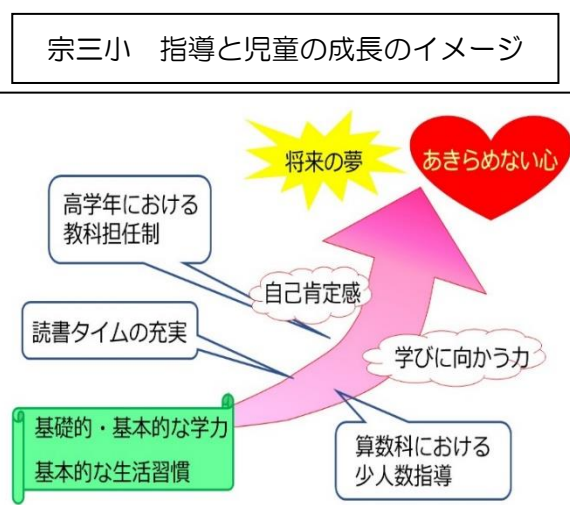 宗三小　指導と児童の成長のイメージ
将来の夢
あきらめない心
高学年における
教科担任制
自己肯定感
読書タイムの充実
学びに向かう力
基礎的・基本的な学力
基本的な生活習慣
算数科における
少人数指導